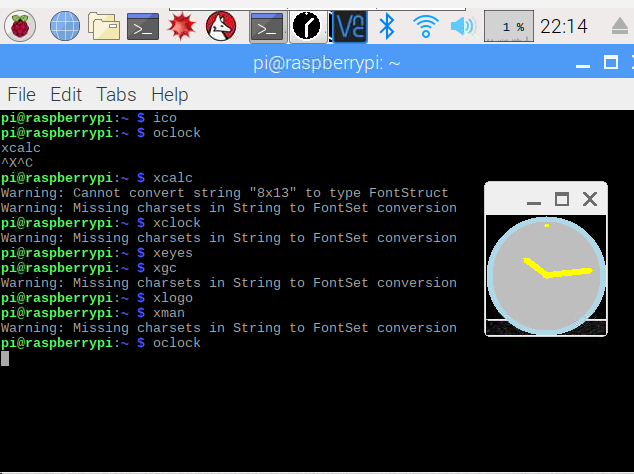 1 %
22:14
pi@raspberrypi: ~
File Edit Tabs Help
pi@raspberrypi:~ $ ico
pi@raspberrypi:~ $ oclock
xcalc
^X^C
pi@raspberrypi:~ $ xcalc
Warning: Cannot convert string "8x13" to type FontStruct
Warning: Missing charsets in String to FontSet conversion
pi@raspberrypi:~ $ xclock
Warning: Missing charsets in String to FontSet conversion
pi@raspberrypi:~ $ xeyes
pi@raspberrypi:~ $ xgc
Warning: Missing charsets in String to FontSet conversion
pi@raspberrypi:~ $ xlogo
pi@raspberrypi:~ $ xman
Warning: Missing charsets in String to FontSet conversion
pi@raspberrypi:~ $ oclock